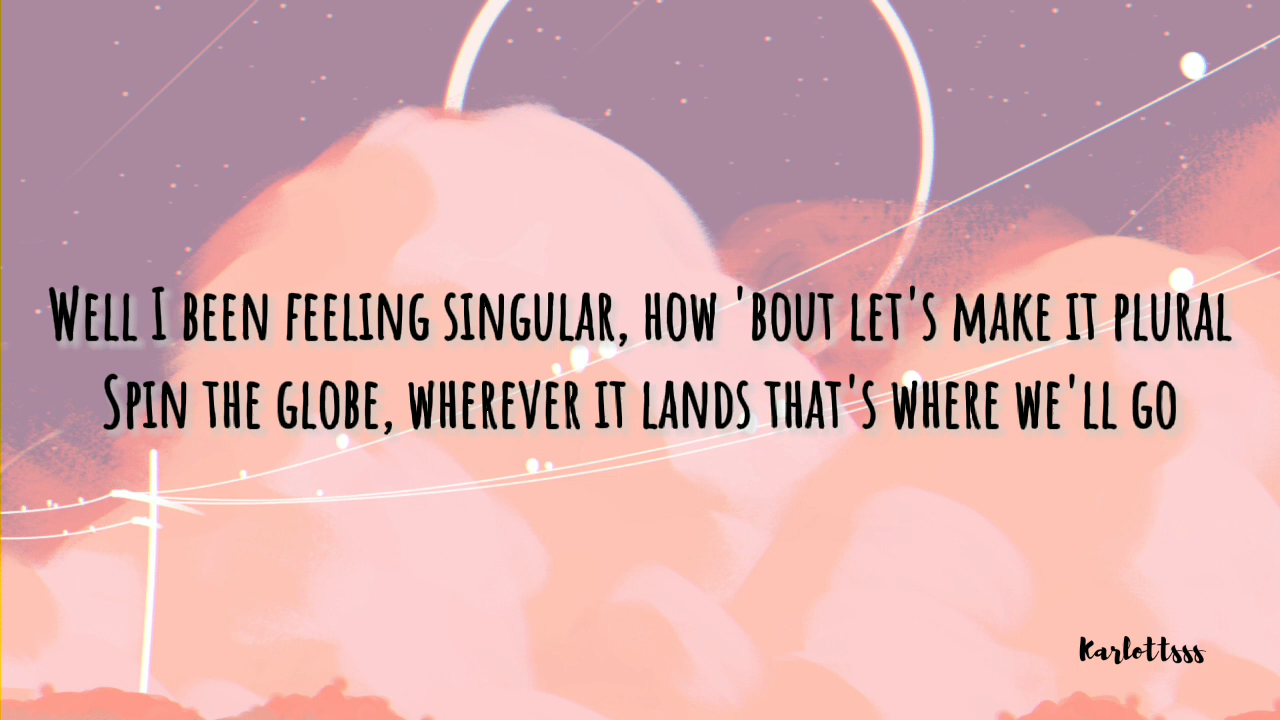 Well I been feeling singular, how 'bout let's make it plural
Spin the globe, wherever it lands that's where we'll go
Karlottsss